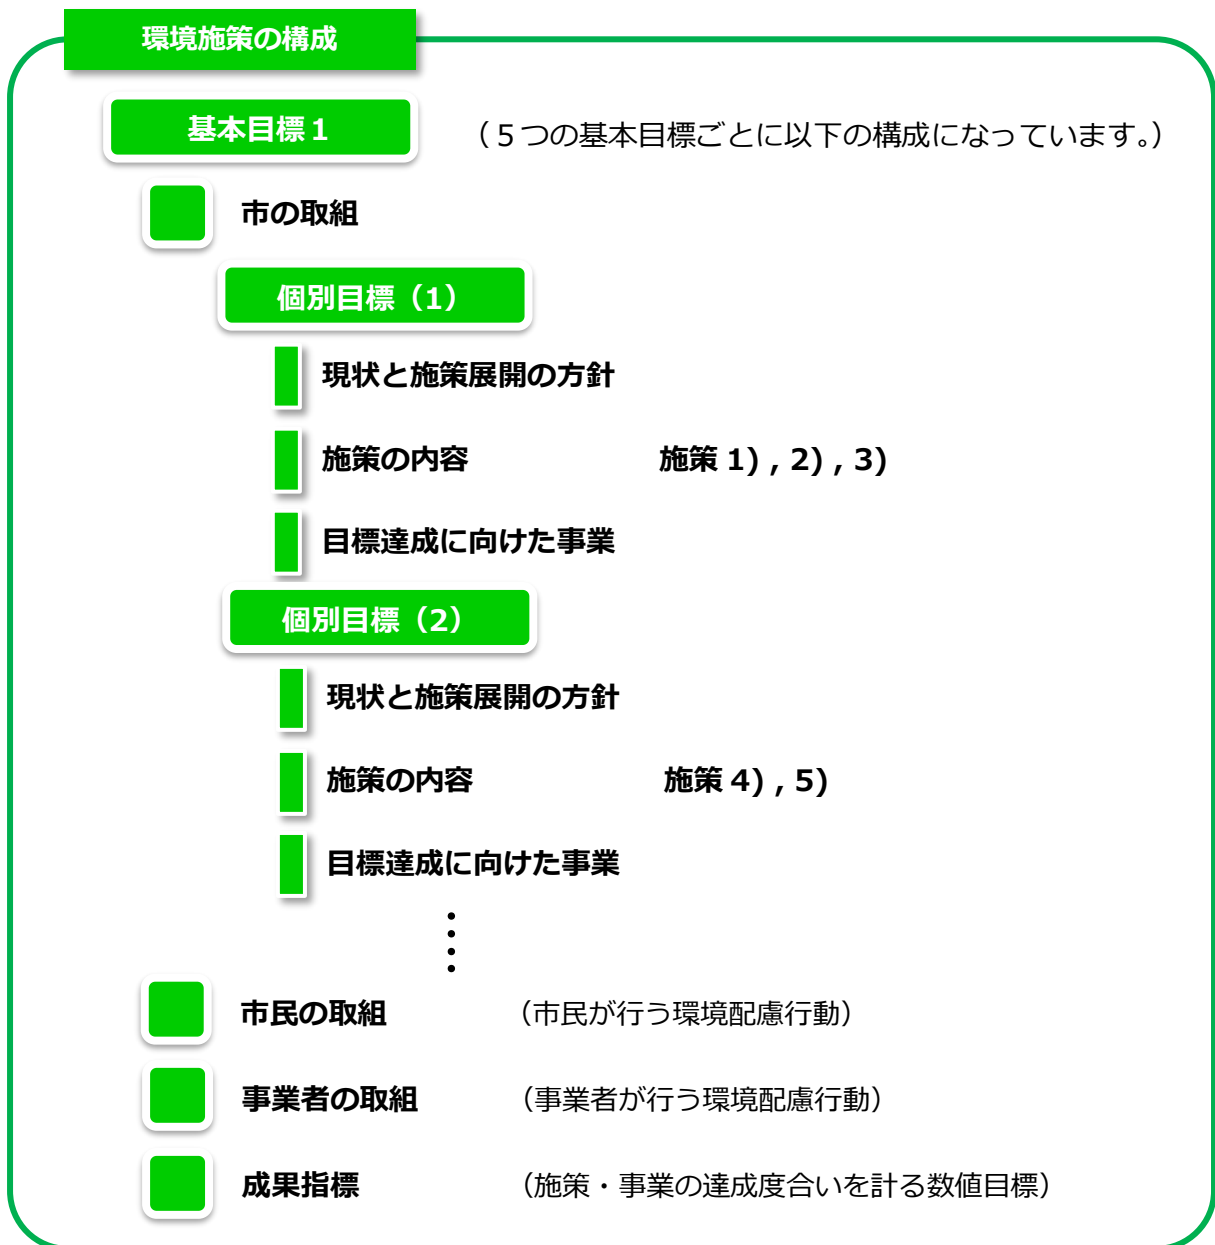 環境施策の構成
基本目標１ （５つの基本目標ごとに以下の構成になっています。）
市の取組
個別目標（1）
現状と施策展開の方針
施策の内容 施策 1) , 2) , 3)
目標達成に向けた事業
個別目標（2）
現状と施策展開の方針
施策の内容 施策 4) , 5)
目標達成に向けた事業
市民の取組 （市民が行う環境配慮行動）
事業者の取組 （事業者が行う環境配慮行動）
成果指標 （施策・事業の達成度合いを計る数値目標）